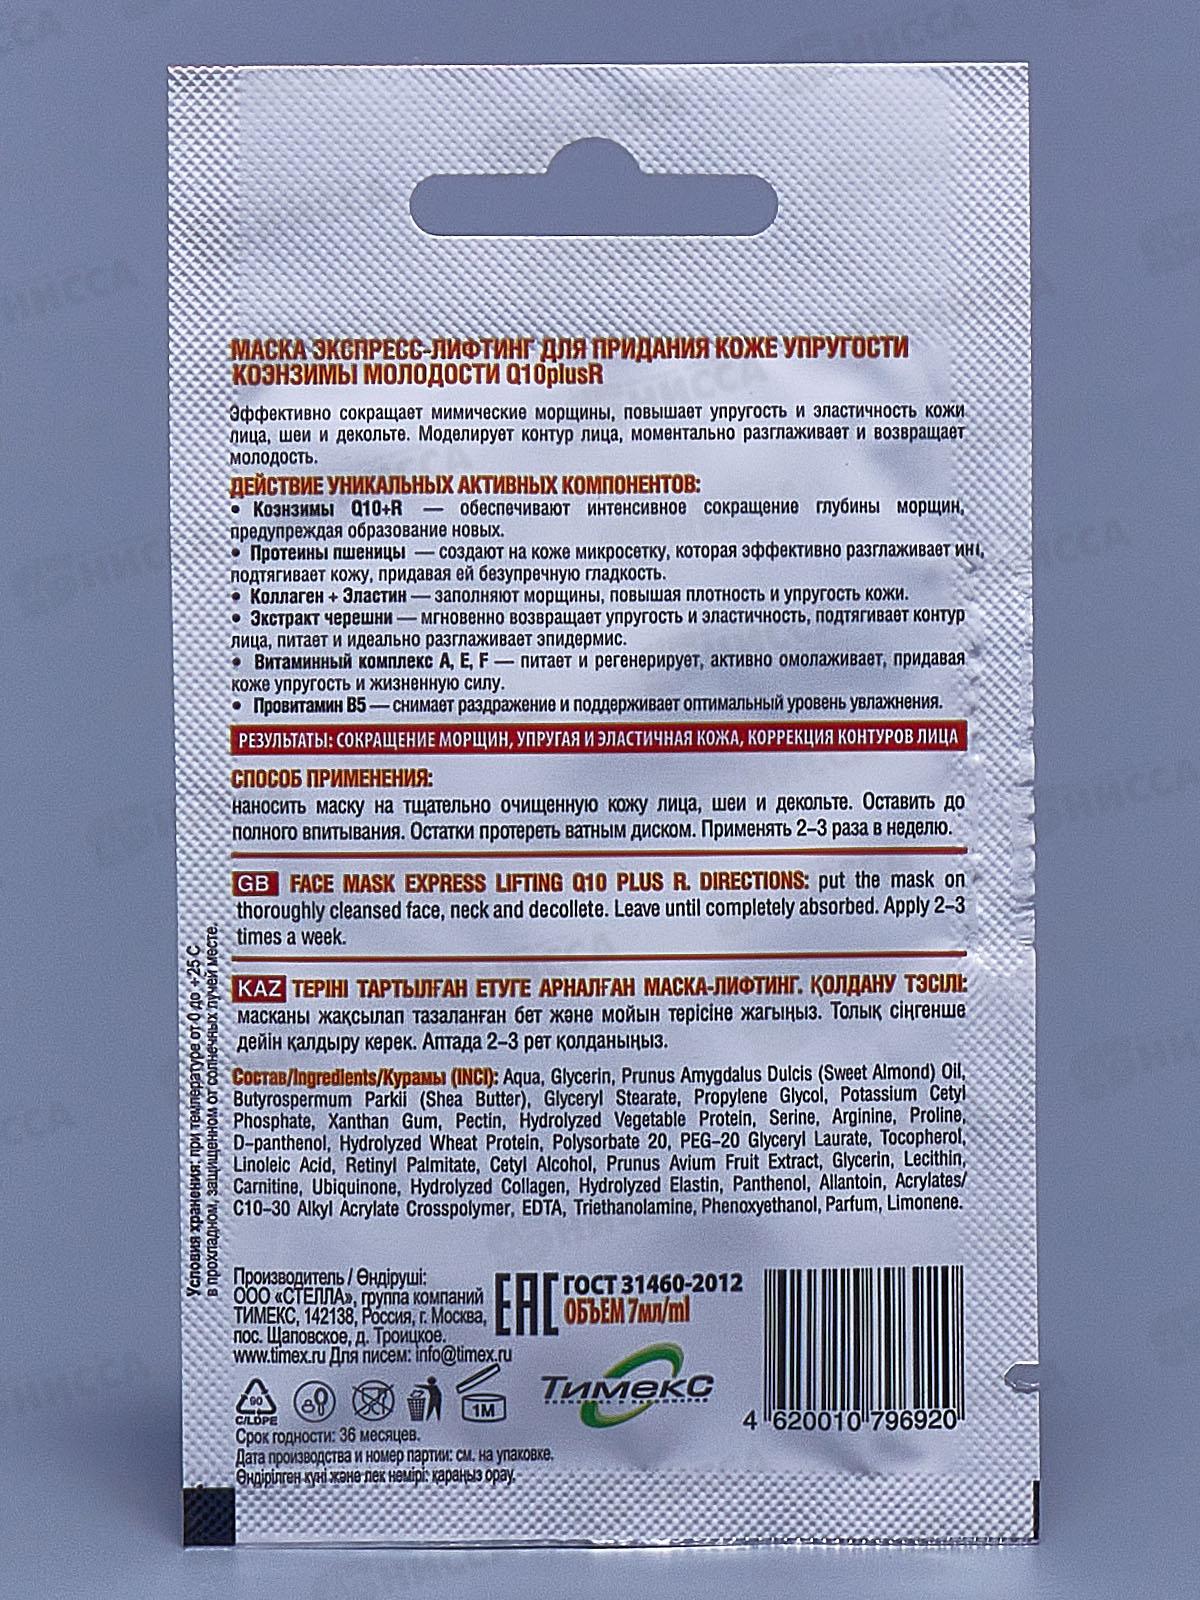 МАСКА ЭКСПРЕСС-ЛИФТИНГ ДЛЯ ПРИДАНИЯ КОЖЕ УПРУГОСТИ
КОЭНЗИМЫ МОЛОДОСТИ Q10plusR
Эффективно сокращает мимические морщины, повышает упругость и эластичность кожи
лица, шеи и декольте. Моделирует контур лица, моментально разглаживает и возвращает
молодость.
ДЕЙСТВИЕ УНИКАЛЬНЫХ АКТИВНЫХ КОМПОНЕНТОВ:
• Коэнзимы Q10+R — обеспечивают интенсивное сокращение глубины морщин,
предупреждая образование новых.
• Протеины пшеницы — создают на коже микросетку, которая эффективно разглаживает
подтягивает кожу, придавая ей безупречную гладкость.
• Коллаген + Эластин — заполняют морщины, повышая плотность и упругость кожи.
• Экстракт черешни — мгновенно возвращает упругость и эластичность, подтягивает контур
лица, питает и идеально разглаживает эпидермис.
• Витаминный комплекс А, Е, F — питает и регенерирует, активно омолаживает, придавая
коже упругость и жизненную силу.
• Провитамин В5 — снимает раздражение и поддерживает оптимальный уровень увлажнения.
РЕЗУЛЬТАТЫ: СОКРАЩЕНИЕ МОРЩИН, УПРУГАЯ И ЭЛАСТИЧНАЯ КОЖА, КОРРЕКЦИЯ КОНТУРОВ ЛИЦА
СПОСОБ ПРИМЕНЕНИЯ:
наносить маску на тщательно очищенную кожу лица, шеи и декольте. Оставить до
полного впитывания. Остатки протереть ватным диском. Применять 2–3 раза в неделю.
GB FACE MASK EXPRESS LIFTING Q10 PLUS R. DIRECTIONS: put the mask on
thoroughly cleansed face, neck and decollete. Leave until completely absorbed. Apply 2–3
times a week.
KAZ ТЕРІНІ ТАРТЫЛҒАН ЕТУГЕ АРНАЛҒАН МАСКА-ЛИФТИНГ. ҚОЛДАНУ ТӘСІЛІ:
масканы жақсылап тазаланған бет және мойын терісіне жағыңыз. Толық сіңгенше
дейін қалдыру керек. Аптада 2–3 рет қолданыңыз.
Состав/Ingredients/Курамы (INCI): Aqua, Glycerin, Prunus Amygdalus Dulcis (Sweet Almond) Oil,
Butyrospermum Parkii (Shea Butter), Glyceryl Stearate, Propylene Glycol, Potassium Cetyl
Phosphate, Xanthan Gum, Pectin, Hydrolyzed Vegetable Protein, Serine, Arginine, Proline,
D–panthenol, Hydrolyzed Wheat Protein, Polysorbate 20, PEG–20 Glyceryl Laurate, Tocopherol,
Linoleic Acid, Retinyl Palmitate, Cetyl Alcohol, Prunus Avium Fruit Extract, Glycerin, Lecithin,
Carnitine, Ubiquinone, Hydrolyzed Collagen, Hydrolyzed Elastin, Panthenol, Allantoin, Acrylates/
C10–30 Alkyl Acrylate Crosspolymer, EDTA, Triethanolamine, Phenoxyethanol, Parfum, Limonene.
Условия хранения: при температуре от 0 до +25 С
в прохладном, защищенном от солнечных лучей месте.
Производитель / Өндіруші:
ООО «СТЕЛЛА», группа компаний
ТИМЕКС, 142138, Россия, г. Москва,
пос. Щаповское, д. Троицкое.
www.timex.ru Для писем: info@timex.ru
EAC
ГОСТ 31460-2012
ОБЪЕМ 7мл/ml
90
C/LDPE
1M
Тимекс
4 620010 796920
Срок годности: 36 месяцев.
Дата производства и номер партии: см. на упаковке.
Өндірілген күні және лек немірі: қараңыз орау.
НИССА